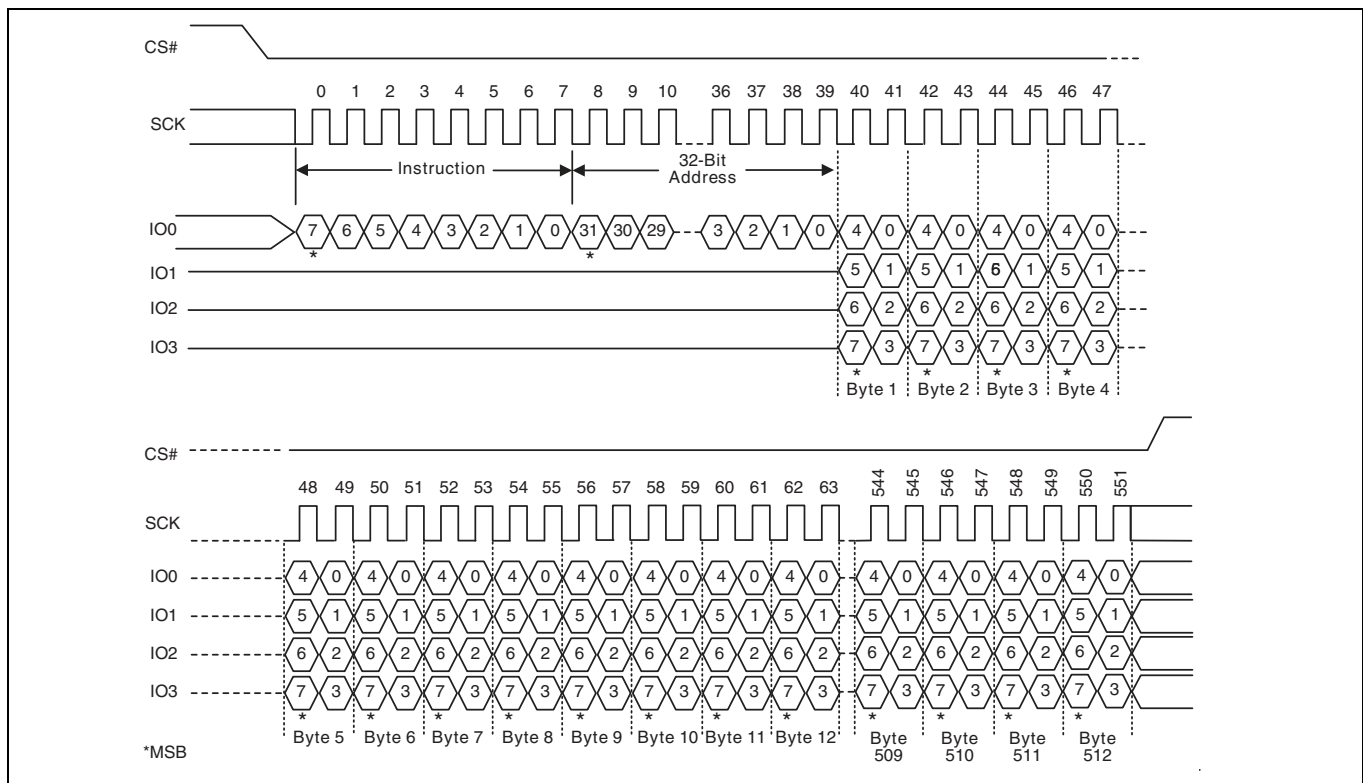 CS#
0 1 2 3 4 5 6 7 8 9 10 36 37 38 39 40 41 42 43 44 45 46 47
SCK
Instruction
32-Bit
Address
IO0 7 6 5 4 3 2 1 0 31 30 29 3 2 1 0 4 0 4 0 4 0 4 0
* *
IO1 5 1 5 1 6 1 5 1
IO2 6 2 6 2 6 2 6 2
IO3 7 3 7 3 7 3 7 3
* * * *
Byte 1 Byte 2 Byte 3 Byte 4
CS#
48 49 50 51 52 53 54 55 56 57 58 59 60 61 62 63 544 545 546 547 548 549 550 551
SCK
IO0 4 0 4 0 4 0 4 0 4 0 4 0 4 0 4 0 4 0 4 0 4 0 4 0
IO1 5 1 5 1 5 1 5 1 5 1 5 1 5 1 5 1 5 1 5 1 5 1 5 1
IO2 6 2 6 2 6 2 6 2 6 2 6 2 6 2 6 2 6 2 6 2 6 2 6 2
IO3 7 3 7 3 7 3 7 3 7 3 7 3 7 3 7 3 7 3 7 3 7 3 7 3
* * * * * * * * * * * *
Byte 5 Byte 6 Byte 7 Byte 8 Byte 9 Byte 10 Byte 11 Byte 12 Byte 509 Byte 510 Byte 511 Byte 512
*MSB